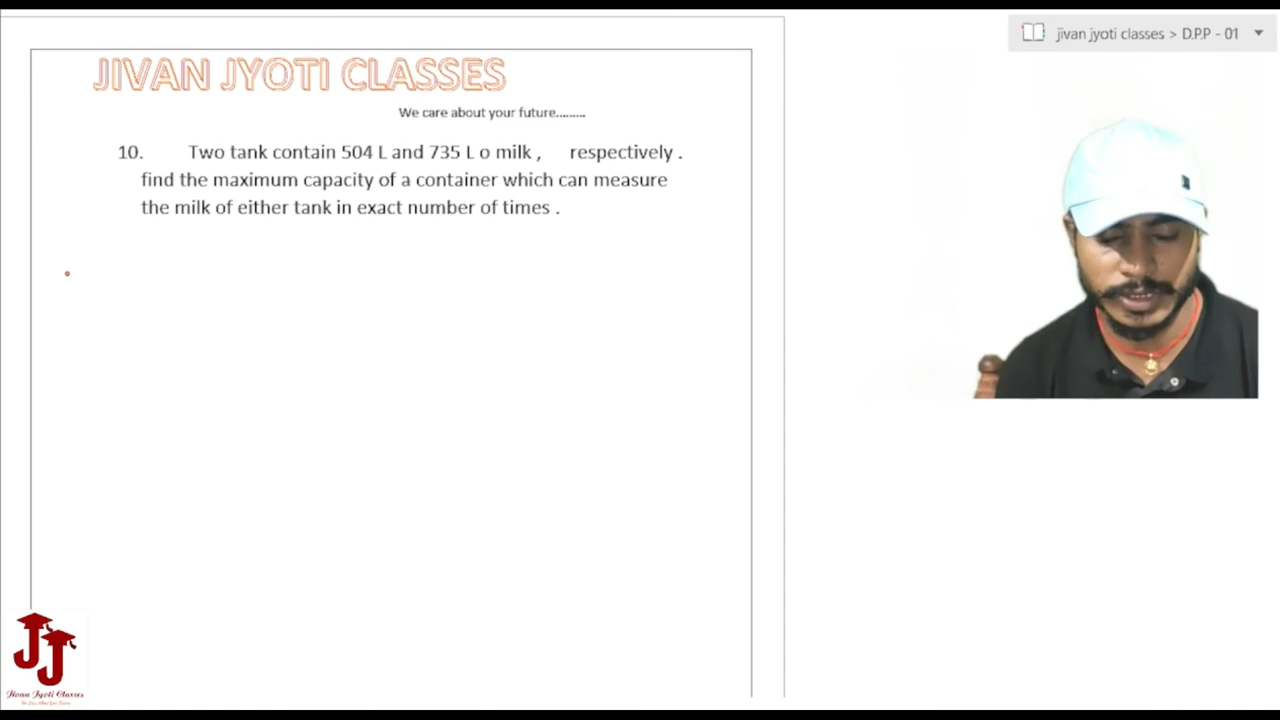 jivan jyoti classes > D.P.P - 01
JIVAN JYOTI CLASSES
We care about your future.........
10. Two tank contain 504 L and 735 L o milk , respectively .
find the maximum capacity of a container which can measure
the milk of either tank in exact number of times .
JJ
Jivan Jyoti Classes